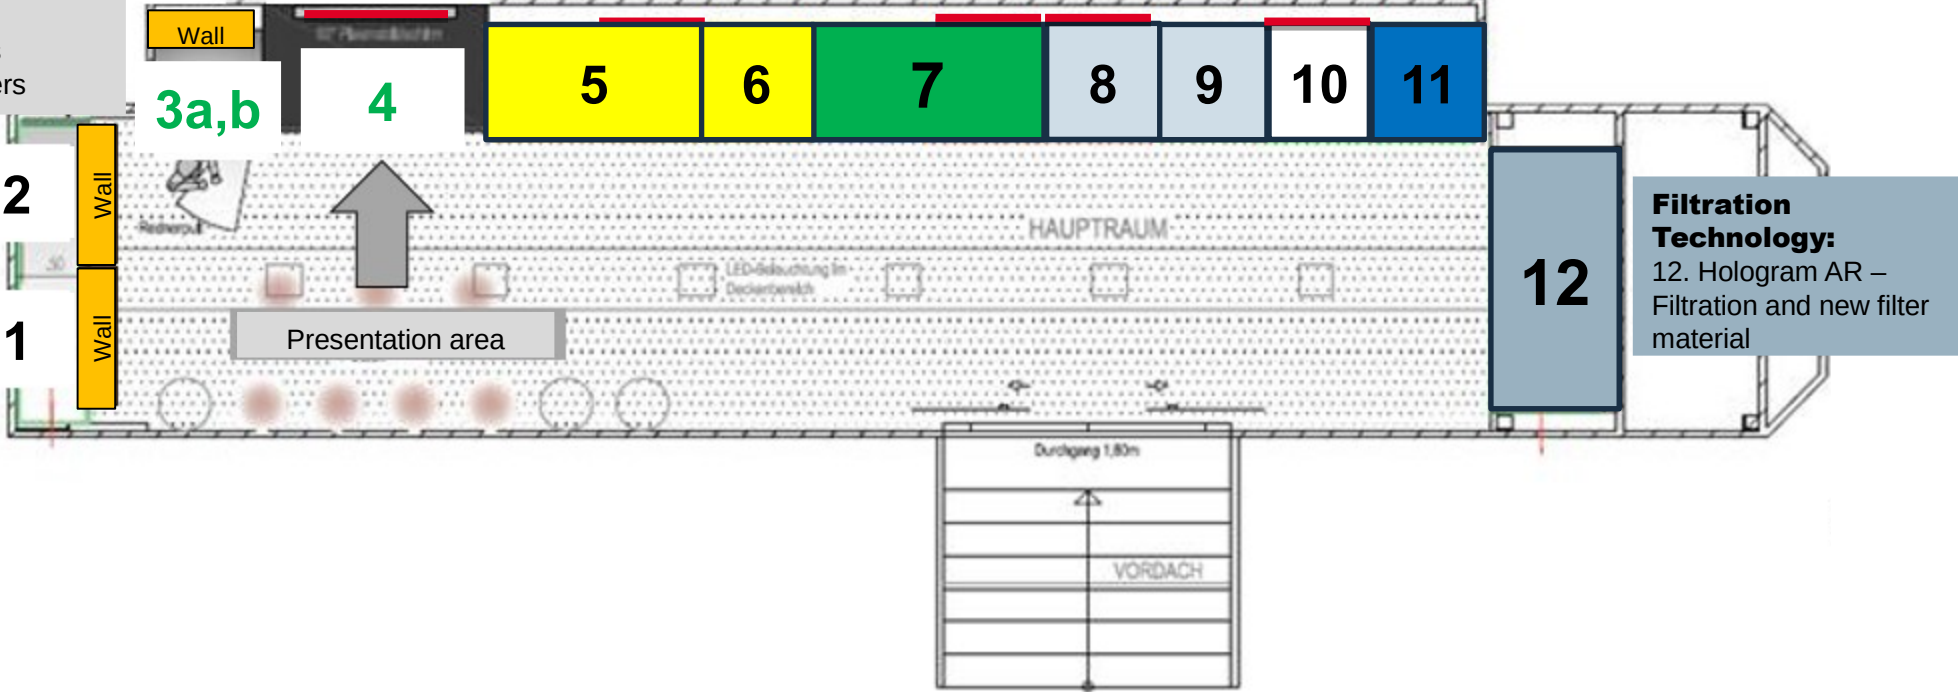 ers
Wall
3a,b
4
5
6
7
8
9
10
11
2
Wall
Rednerpult
HAUPTRAUM
50
LED-Beleuchtung im
Deckenbereich
12
Filtration
Technology:
12. Hologram AR –
Filtration and new filter
material
1
Wall
Presentation area
Durchgang 1,80m
VORDACH